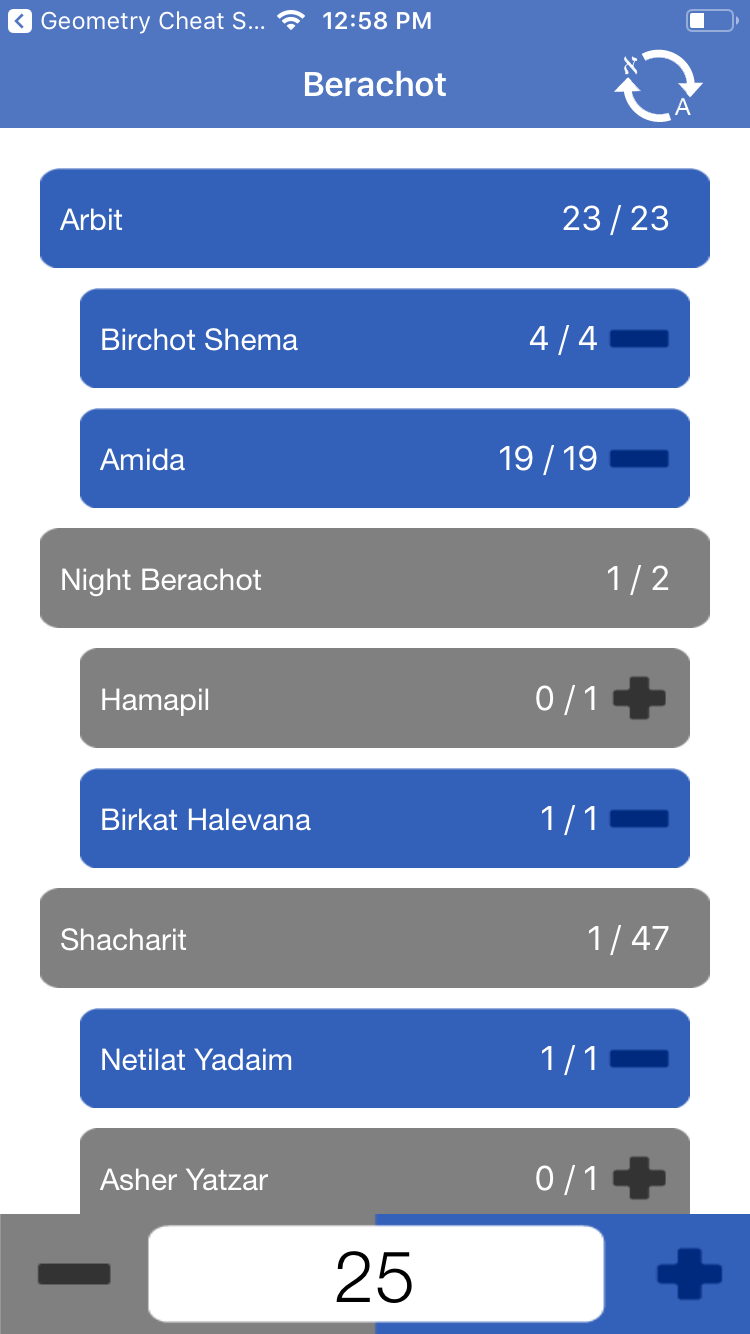 Geometry Cheat S... 12:58 PM
Berachot
א
A
Arbit 23 / 23
Birchot Shema 4 / 4
Amida 19 / 19
Night Berachot 1 / 2
Hamapil 0 / 1
Birkat Halevana 1 / 1
Shacharit 1 / 47
Netilat Yadaim 1 / 1
Asher Yatzar 0 / 1
25